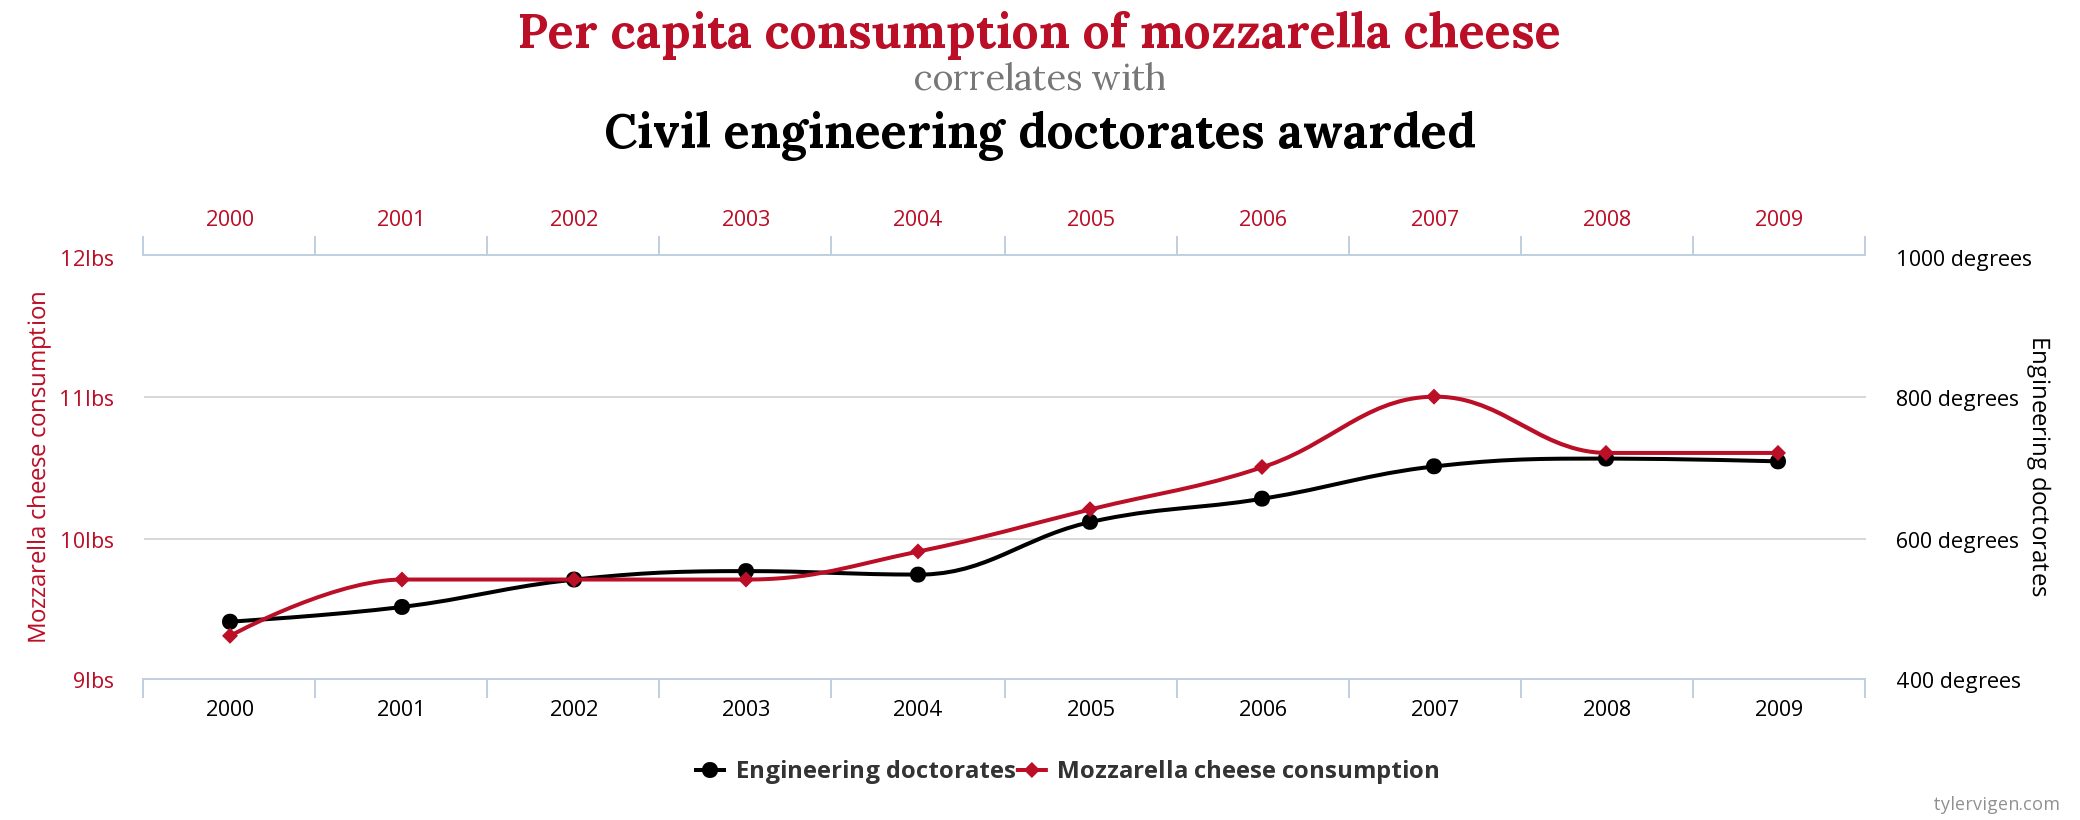 Per capita consumption of mozzarella cheese
correlates with
Civil engineering doctorates awarded
2000 2001 2002 2003 2004 2005 2006 2007 2008 2009
12lbs 1000 degrees
11lbs 800 degrees
10lbs 600 degrees
9lbs 400 degrees
Mozzarella cheese consumption
Engineering doctorates
2000 2001 2002 2003 2004 2005 2006 2007 2008 2009
Engineering doctorates Mozzarella cheese consumption
tylervigen.com